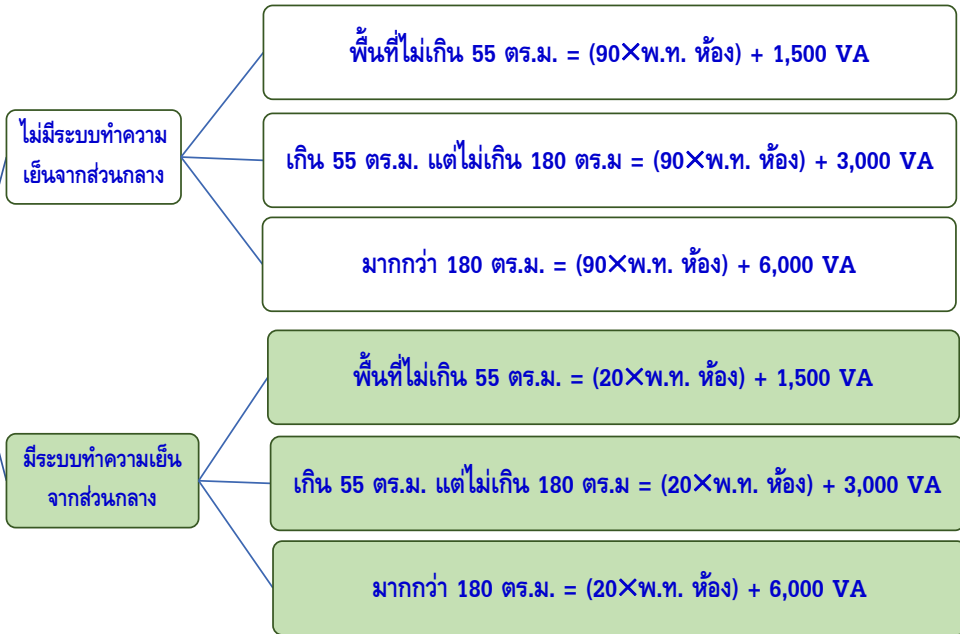 ไม่มีระบบทำความ
เย็นจากส่วนกลาง
พื้นที่ไม่เกิน 55 ตร.ม. = (90×พ.ท. ห้อง) + 1,500 VA
เกิน 55 ตร.ม. แต่ไม่เกิน 180 ตร.ม = (90×พ.ท. ห้อง) + 3,000 VA
มากกว่า 180 ตร.ม. = (90×พ.ท. ห้อง) + 6,000 VA
มีระบบทำความเย็น
จากส่วนกลาง
พื้นที่ไม่เกิน 55 ตร.ม. = (20×พ.ท. ห้อง) + 1,500 VA
เกิน 55 ตร.ม. แต่ไม่เกิน 180 ตร.ม = (20×พ.ท. ห้อง) + 3,000 VA
มากกว่า 180 ตร.ม. = (20×พ.ท. ห้อง) + 6,000 VA